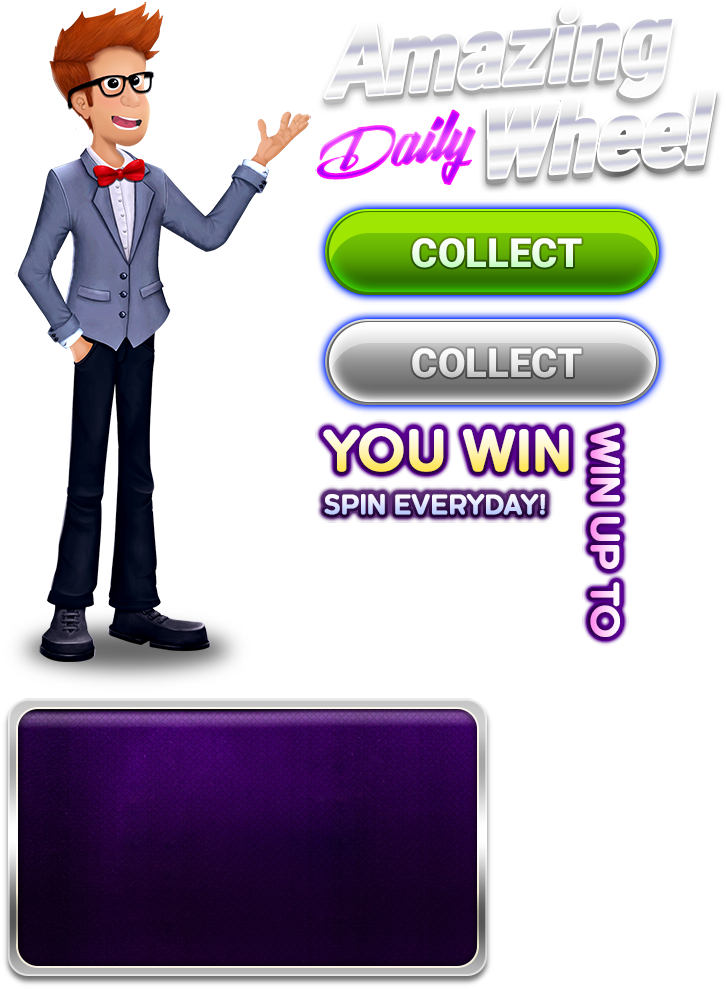 Amazing
Daily Wheel
COLLECT
COLLECT
YOU WIN
SPIN EVERYDAY!
WIN UP TO